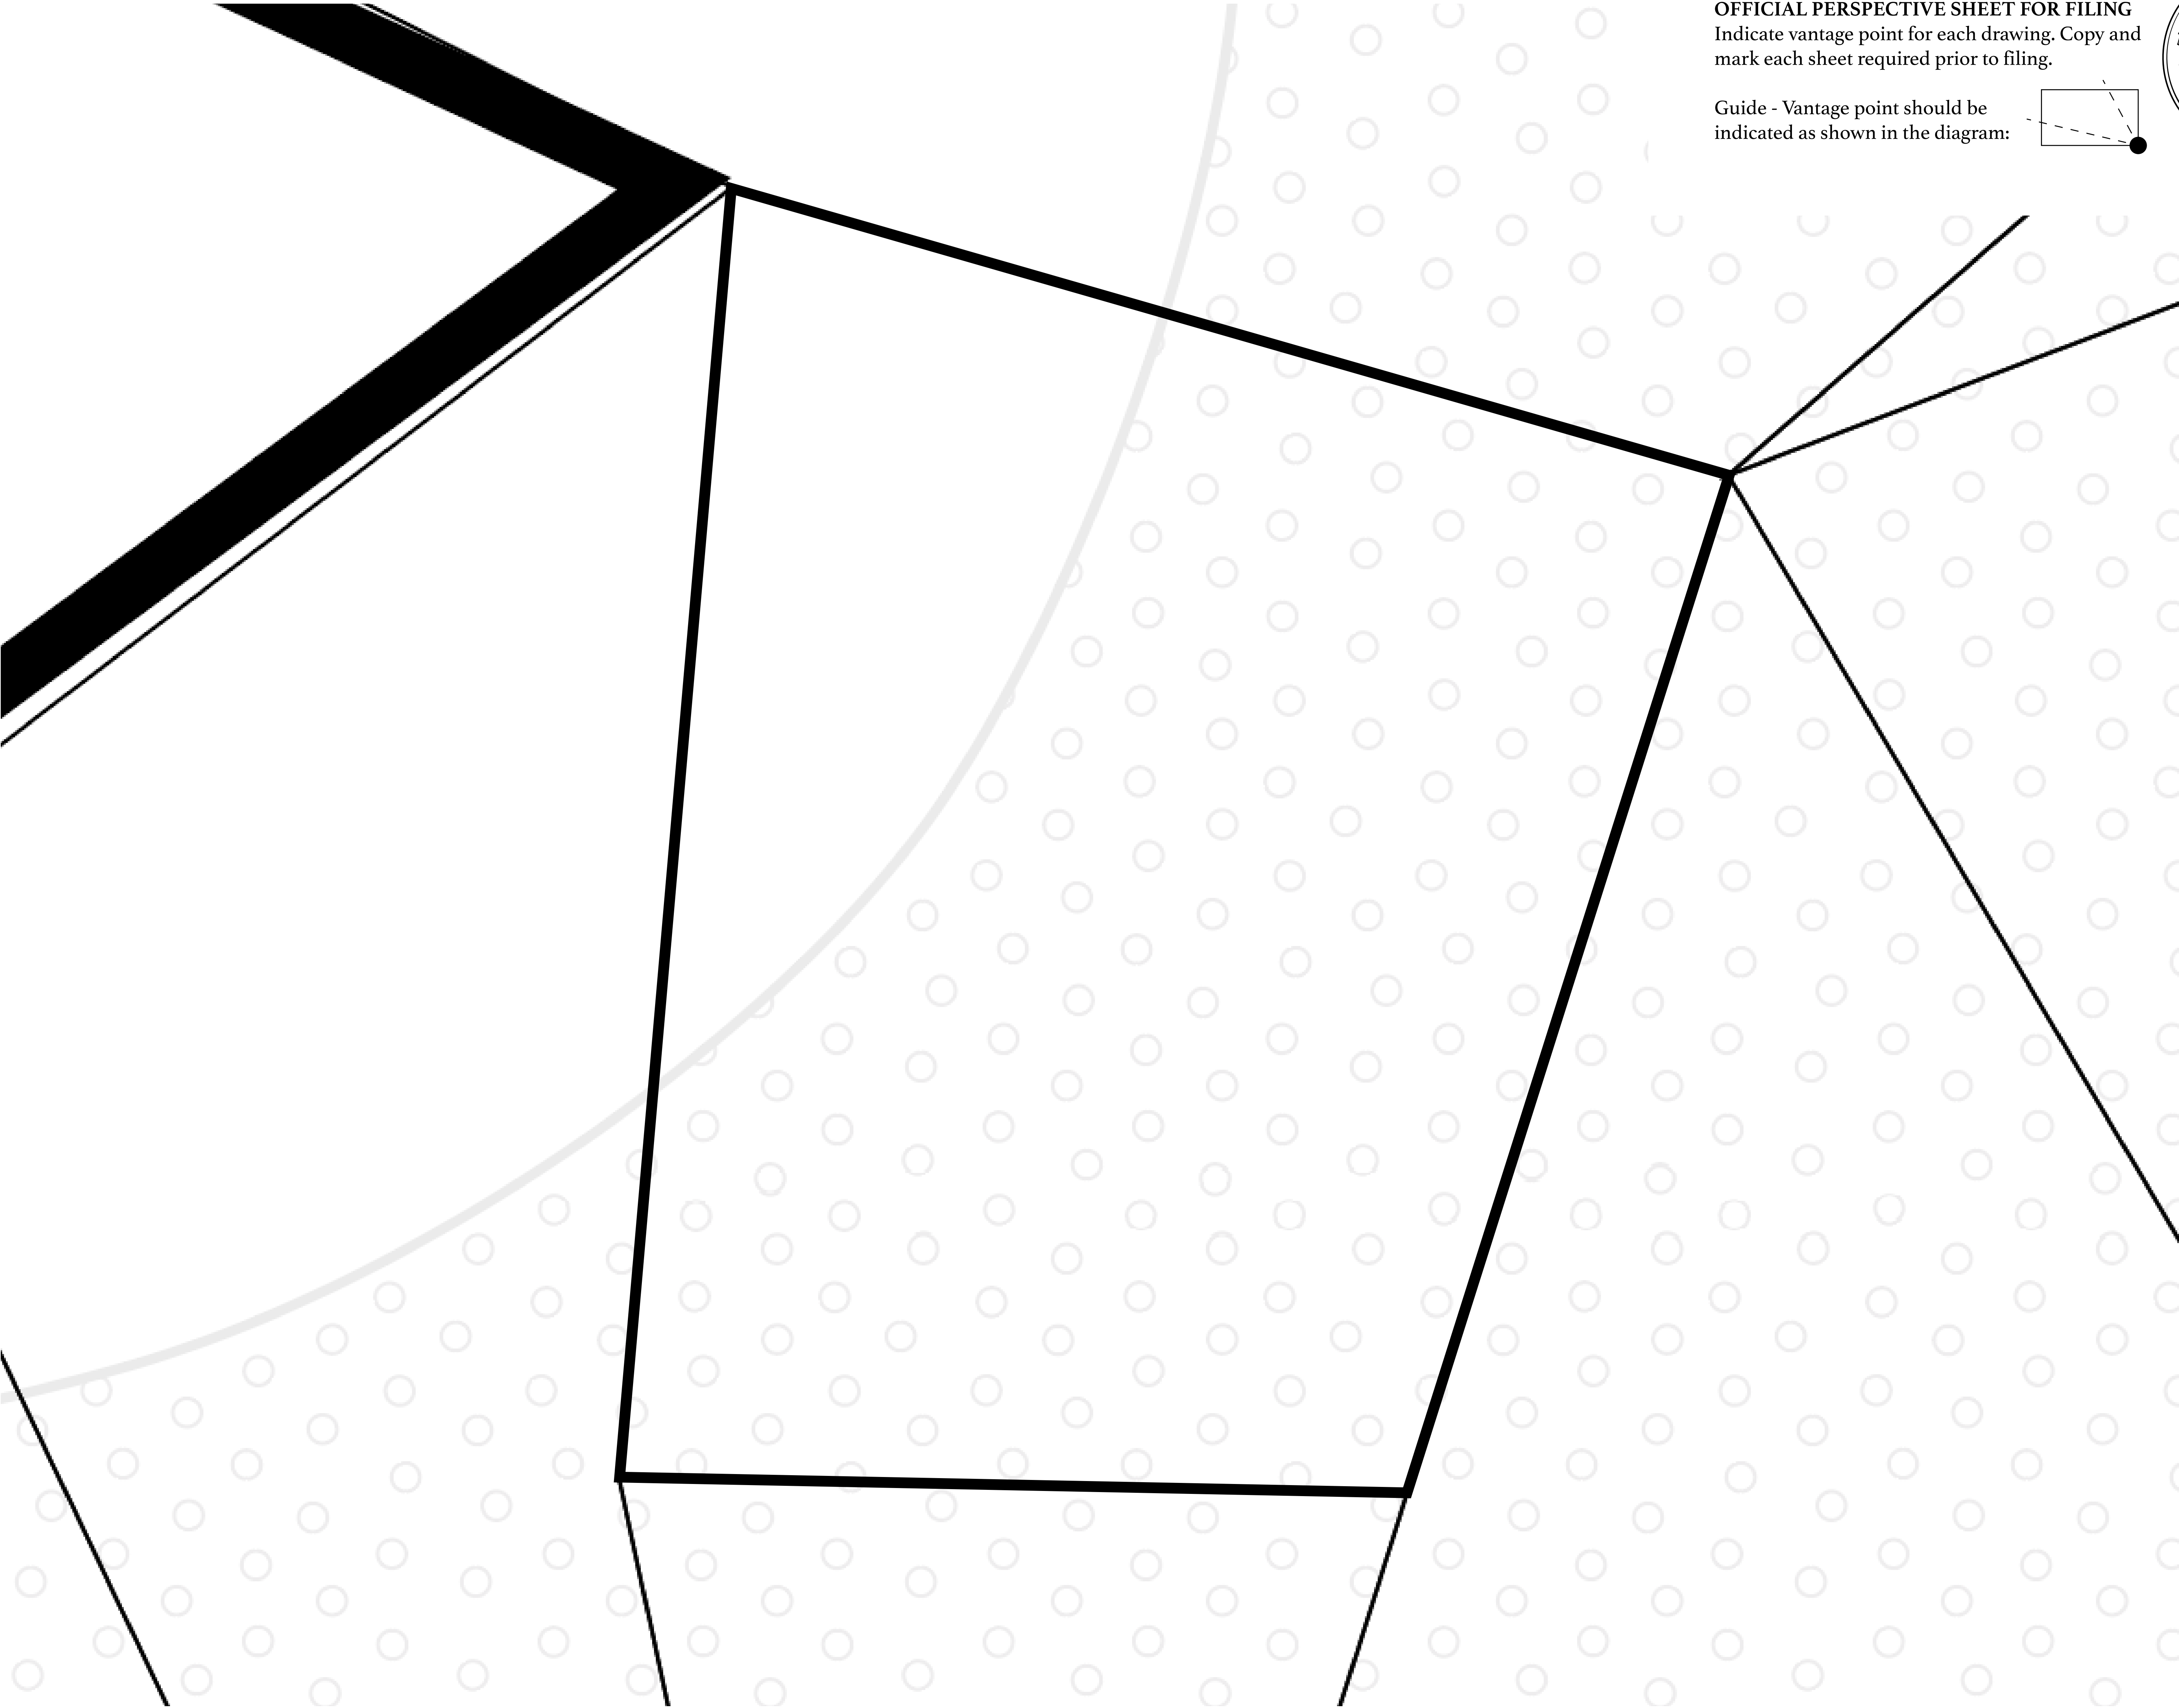 OFFICIAL PERSPECTIVE SHEET FOR FILING
Indicate vantage point for each drawing. Copy and
mark each sheet required prior to filing.
Guide - Vantage point should be
indicated as shown in the diagram: